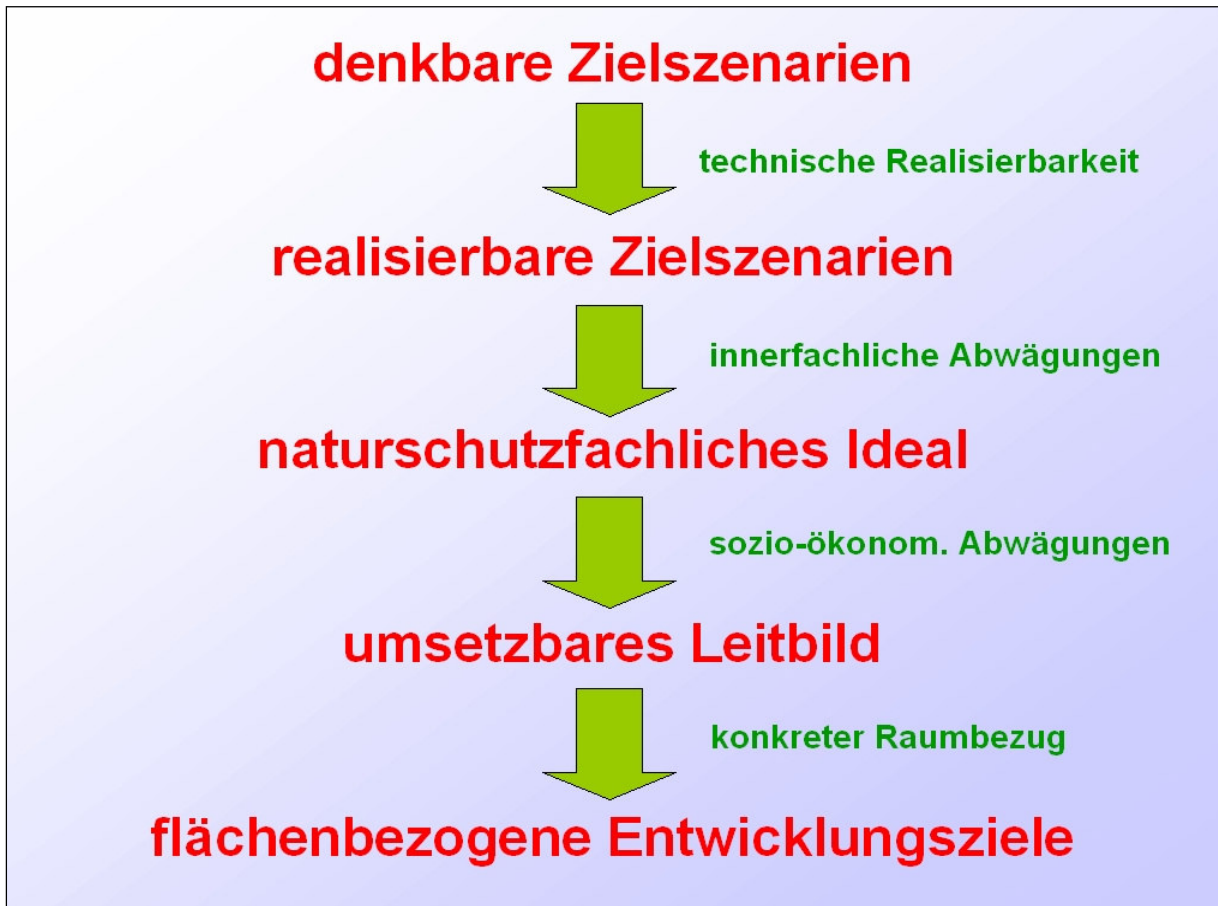 denkbare Zielszenarien
technische Realisierbarkeit
realisierbare Zielszenarien
innerfachliche Abwägungen
naturschutzfachliches Ideal
sozio-ökonom. Abwägungen
umsetzbares Leitbild
konkreter Raumbezug
flächenbezogene Entwicklungsziele